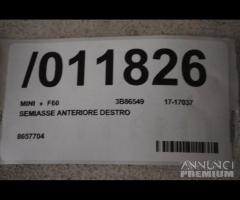 /011826
MINI » F60 3B86549 17-17037
SEMIASSE ANTERIORE DESTRO
8657704
ANNUNCI
PREMIUM